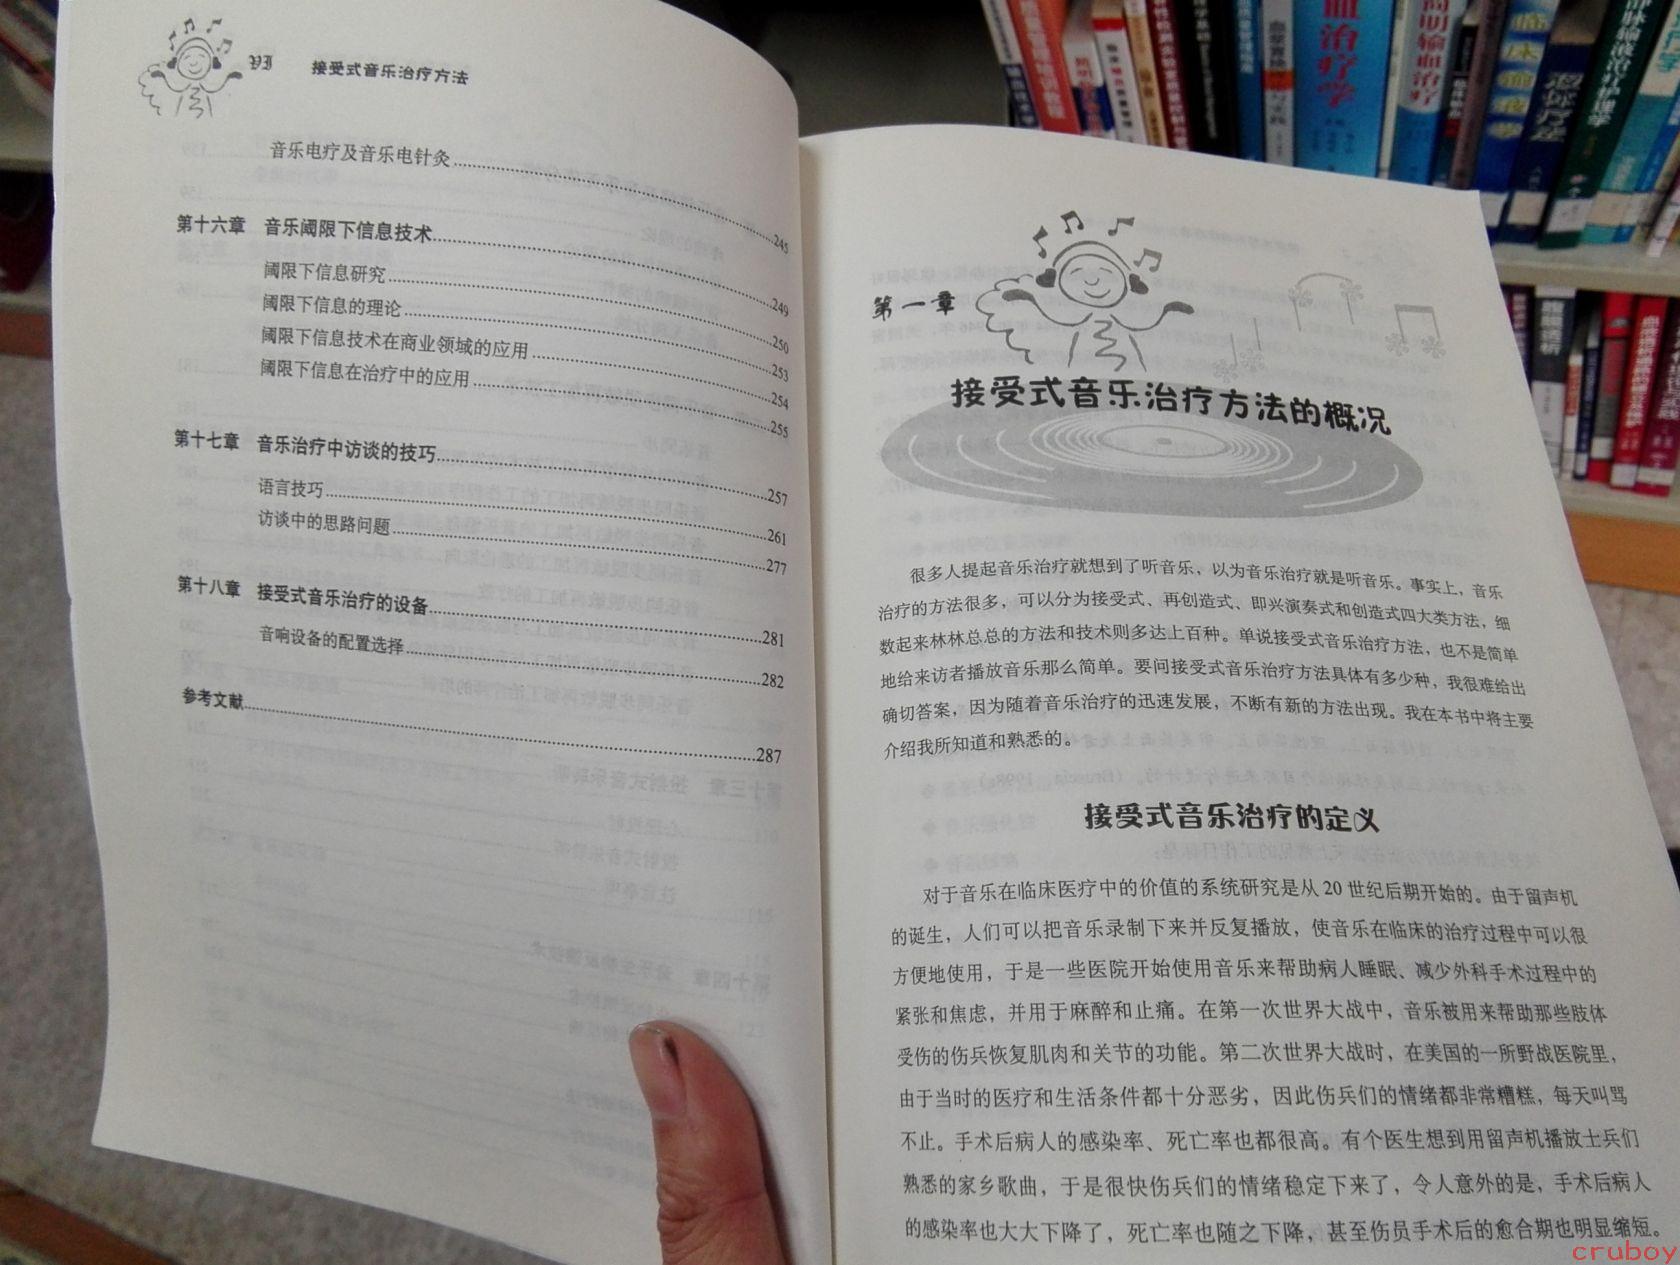 接受式音乐治疗方法
音乐电疗及音乐电针灸 245
第十六章 音乐阈限下信息技术 249
阈限下信息研究 250
阈限下信息的理论 253
阈限下信息技术在商业领域的应用 254
阈限下信息在治疗中的应用 255
第十七章 音乐治疗中访谈的技巧 257
语言技巧 261
访谈中的思路问题 277
第十八章 接受式音乐治疗的设备 281
音响设备的配置选择 282
参考文献 287
第一章
接受式音乐治疗方法的概况
很多人提起音乐治疗就想到了听音乐，以为音乐治疗就是听音乐。事实上，音乐
治疗的方法很多，可以分为接受式、再创造式、即兴演奏式和创造式四大类方法，细
数起来林林总总的方法和技术则多达上百种。单说接受式音乐治疗方法，也不是简单
地给来访者播放音乐那么简单。要问接受式音乐治疗方法具体有多少种，我很难给出
确切答案，因为随着音乐治疗的迅速发展，不断有新的方法出现。我在本书中将主要
介绍我所知道和熟悉的。
接受式音乐治疗的定义
对于音乐在临床医疗中的价值的系统研究是从 20 世纪后期开始的。由于留声机
的诞生，人们可以把音乐录制下来并反复播放，使音乐在临床的治疗过程中可以很
方便地使用，于是一些医院开始使用音乐来帮助病人睡眠、减少外科手术过程中的
紧张和焦虑，并用于麻醉和止痛。在第一次世界大战中，音乐被用来帮助那些肢体
受伤的伤兵恢复肌肉和关节的功能。第二次世界大战时，在美国的一所野战医院里，
由于当时的医疗和生活条件都十分恶劣，因此伤兵们的情绪都非常糟糕，每天叫骂
不止。手术后病人的感染率、死亡率也都很高。有个医生想到用留声机播放士兵们
熟悉的家乡歌曲，于是很快伤兵们的情绪稳定下来了，令人意外的是，手术后病人
的感染率也大大下降了，死亡率也随之下降，甚至伤员手术后的愈合期也明显缩短。
血治疗学
简明输血治疗
临床输液学
液体疗法
静脉输液治疗护理学
cruboy